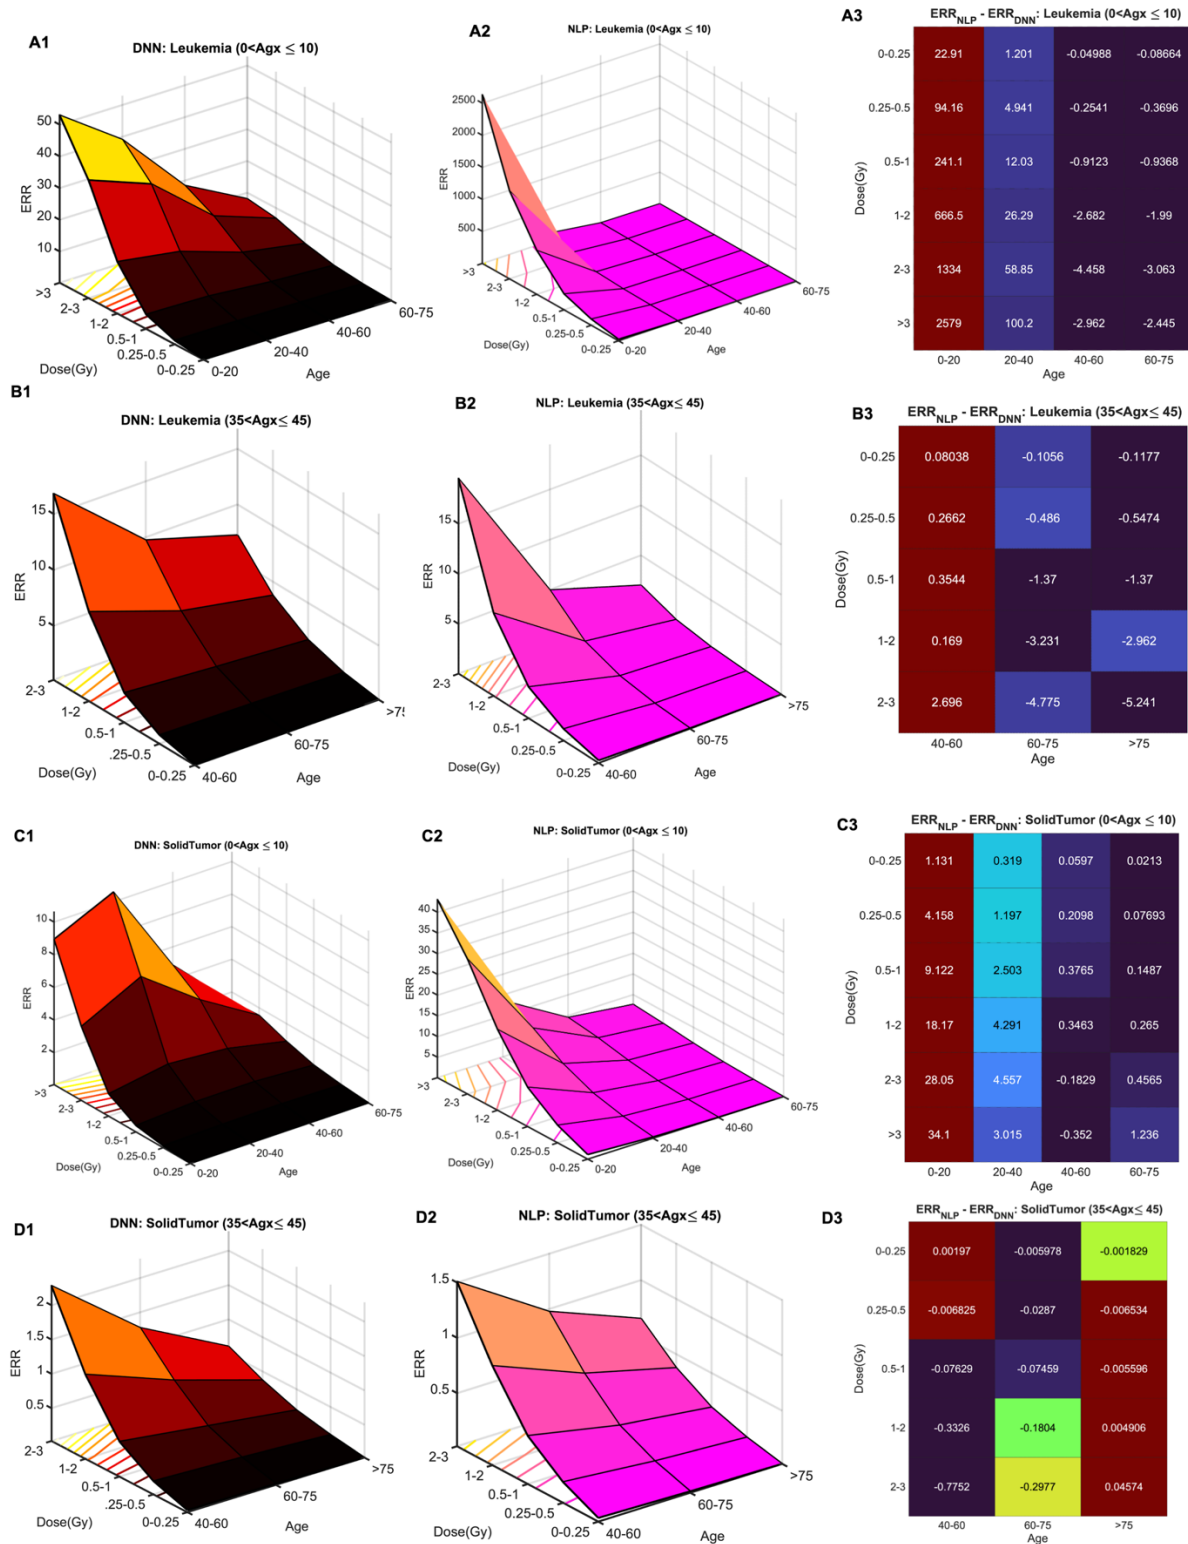 A1
DNN: Leukemia (0<Agx ≤ 10)
50
40
30
20
10
ERR
>3
2-3
1-2
0.5-1
0.25-0.5
0-0.25
Dose(Gy)
0-20
20-40
40-60
60-75
Age
A2
NLP: Leukemia (0<Agx ≤ 10)
2500
2000
1500
1000
500
ERR
>3
2-3
1-2
0.5-1
0.25-0.5
0-0.25
Dose(Gy)
0-20
20-40
40-60
60-75
Age
A3
ERRNLP - ERRDNN: Leukemia (0<Agx ≤ 10)
0-0.25 22.91 1.201 -0.04988 -0.08664
0.25-0.5 94.16 4.941 -0.2541 -0.3696
0.5-1 241.1 12.03 -0.9123 -0.9368
1-2 666.5 26.29 -2.682 -1.99
2-3 1334 58.85 -4.458 -3.063
>3 2579 100.2 -2.962 -2.445
Dose(Gy)
0-20 20-40 40-60 60-75
Age
B1
DNN: Leukemia (35<Agx≤ 45)
15
10
5
ERR
2-3
1-2
0.5-1
.25-0.5
0-0.25
Dose(Gy)
40-60
60-75
>75
Age
B2
NLP: Leukemia (35<Agx≤ 45)
15
10
5
ERR
2-3
1-2
0.5-1
0.25-0.5
0-0.25
Dose(Gy)
40-60
60-75
>75
Age
B3
ERRNLP - ERRDNN: Leukemia (35<Agx≤ 45)
0-0.25 0.08038 -0.1056 -0.1177
0.25-0.5 0.2662 -0.486 -0.5474
0.5-1 0.3544 -1.37 -1.37
1-2 0.169 -3.231 -2.962
2-3 2.696 -4.775 -5.241
Dose(Gy)
40-60 60-75 >75
Age
C1
DNN: SolidTumor (0<Agx ≤ 10)
10
8
6
4
2
ERR
>3
2-3
1-2
0.5-1
0.25-0.5
0-0.25
Dose(Gy)
0-20
20-40
40-60
60-75
Age
C2
NLP: SolidTumor (0<Agx ≤ 10)
40
35
30
25
20
15
10
5
ERR
>3
2-3
1-2
0.5-1
0.25-0.5
0-0.25
Dose(Gy)
0-20
20-40
40-60
60-75
Age
C3
ERRNLP - ERRDNN: SolidTumor (0<Agx ≤ 10)
0-0.25 1.131 0.319 0.0597 0.0213
0.25-0.5 4.158 1.197 0.2098 0.07693
0.5-1 9.122 2.503 0.3765 0.1487
1-2 18.17 4.291 0.3463 0.265
2-3 28.05 4.557 -0.1829 0.4565
>3 34.1 3.015 -0.352 1.236
Dose(Gy)
0-20 20-40 40-60 60-75
Age
D1
DNN: SolidTumor (35<Agx≤ 45)
2
1.5
1
0.5
ERR
2-3
1-2
0.5-1
.25-0.5
0-0.25
Dose(Gy)
40-60
60-75
>75
Age
D2
NLP: SolidTumor (35<Agx≤ 45)
1.5
1
0.5
ERR
2-3
1-2
0.5-1
0.25-0.5
0-0.25
Dose(Gy)
40-60
60-75
>75
Age
D3
ERRNLP - ERRDNN: SolidTumor (35<Agx≤ 45)
0-0.25 0.00197 -0.005978 -0.001829
0.25-0.5 -0.006825 -0.0287 -0.006534
0.5-1 -0.07629 -0.07459 -0.005596
1-2 -0.3326 -0.1804 0.004906
2-3 -0.7752 -0.2977 0.04574
Dose(Gy)
40-60 60-75 >75
Age